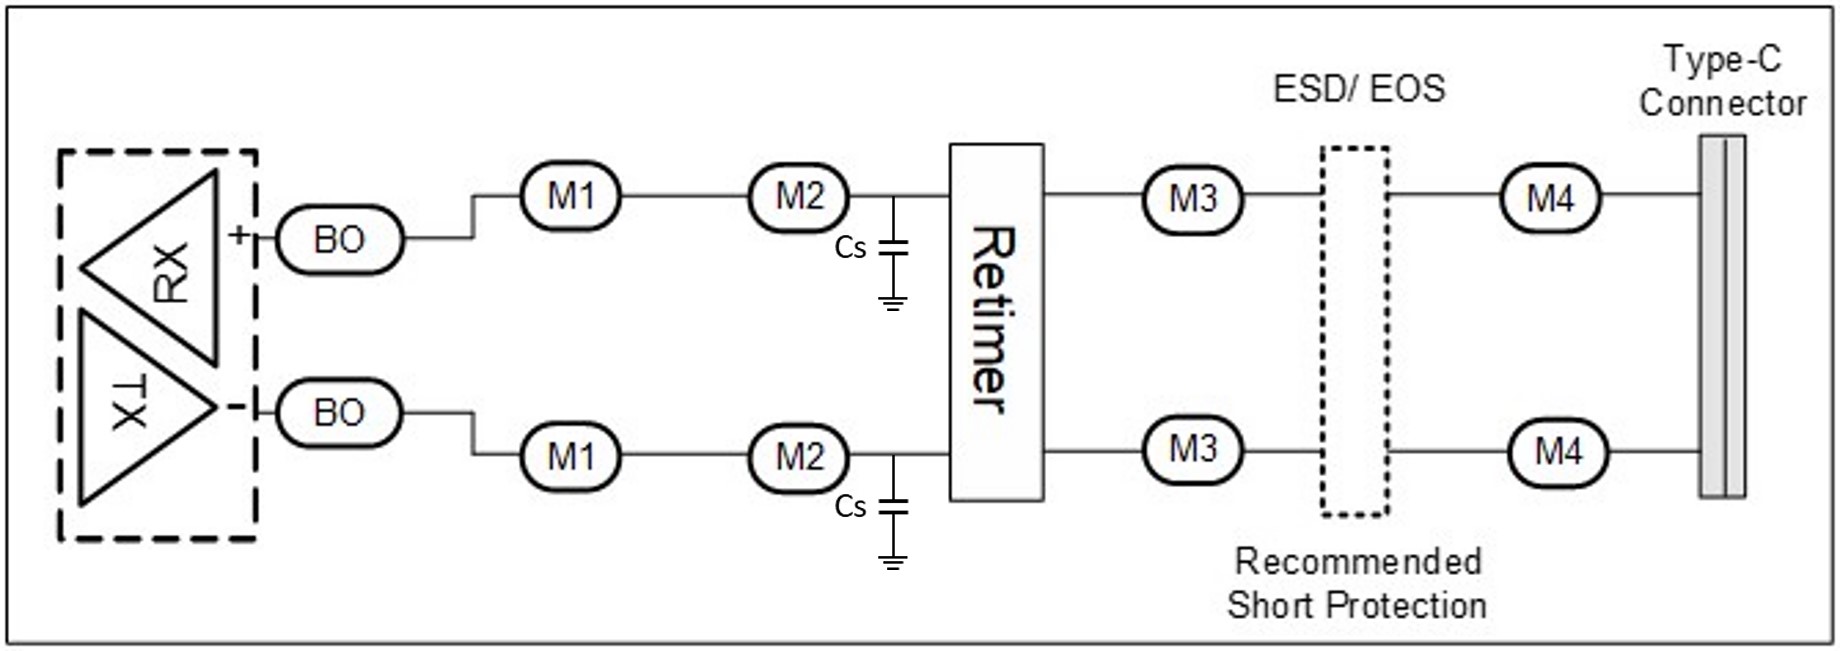 Type-C
Connector
ESD/ EOS
RX
+
BO
M1
M2
Cs
Retimer
M3
M4
TX
-
BO
M1
M2
Cs
M3
M4
Recommended
Short Protection